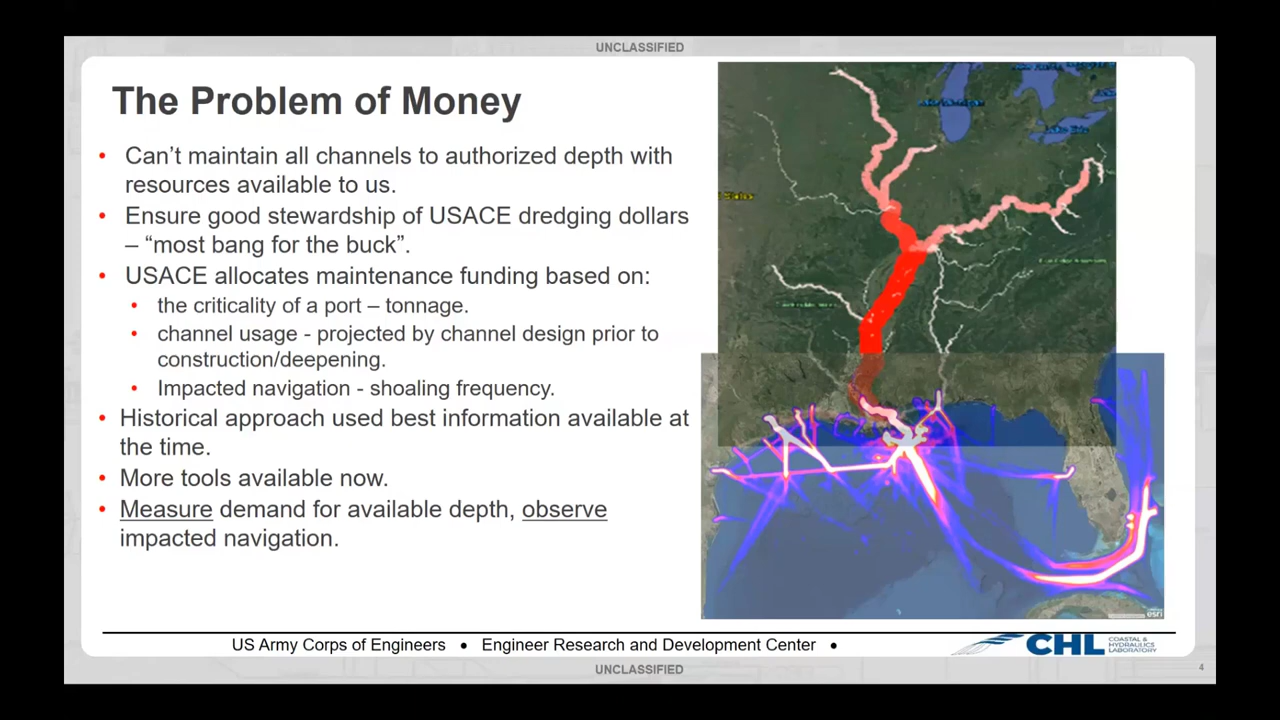 UNCLASSIFIED
The Problem of Money
• Can’t maintain all channels to authorized depth with
resources available to us.
• Ensure good stewardship of USACE dredging dollars
– “most bang for the buck”.
• USACE allocates maintenance funding based on:
• the criticality of a port – tonnage.
• channel usage - projected by channel design prior to
construction/deepening.
• Impacted navigation - shoaling frequency.
• Historical approach used best information available at
the time.
• More tools available now.
• Measure demand for available depth, observe
impacted navigation.
esri
US Army Corps of Engineers • Engineer Research and Development Center •
CHL
COASTAL &
HYDRAULICS
LABORATORY
UNCLASSIFIED
4